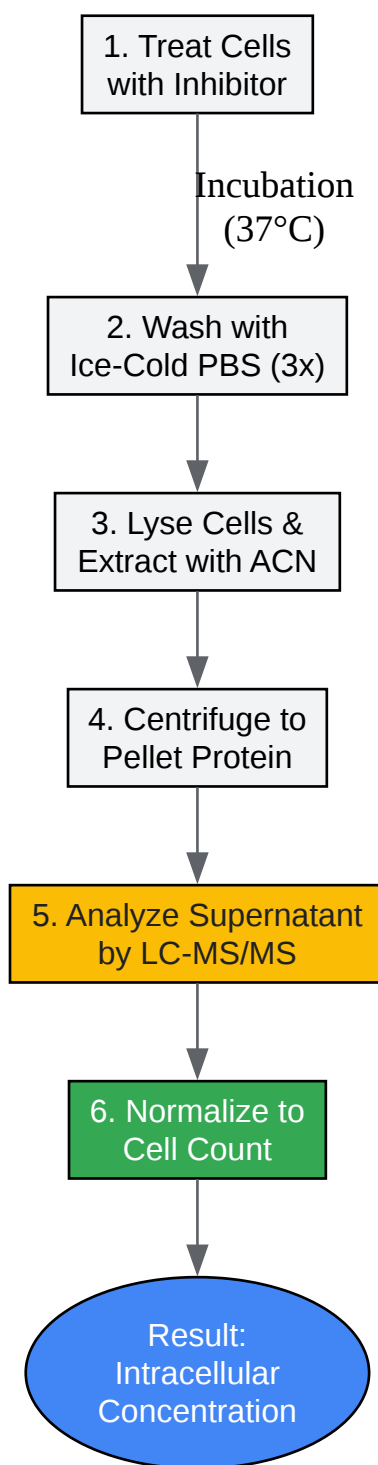 1. Treat Cells
with Inhibitor
Incubation
(37°C)
2. Wash with
Ice-Cold PBS (3x)
3. Lyse Cells &
Extract with ACN
4. Centrifuge to
Pellet Protein
5. Analyze Supernatant
by LC-MS/MS
6. Normalize to
Cell Count
Result:
Intracellular
Concentration